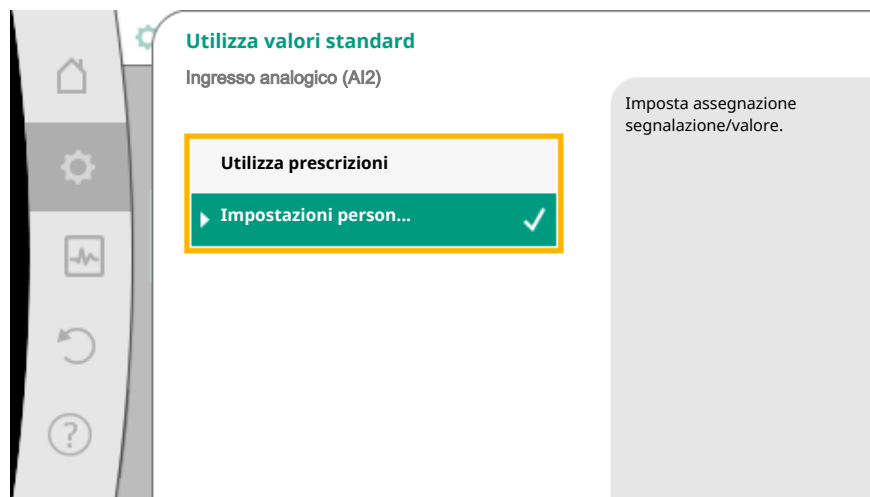 Utilizza valori standard
Ingresso analogico (AI2)
Imposta assegnazione
segnalazione/valore.
Utilizza prescrizioni
Impostazioni person...
?